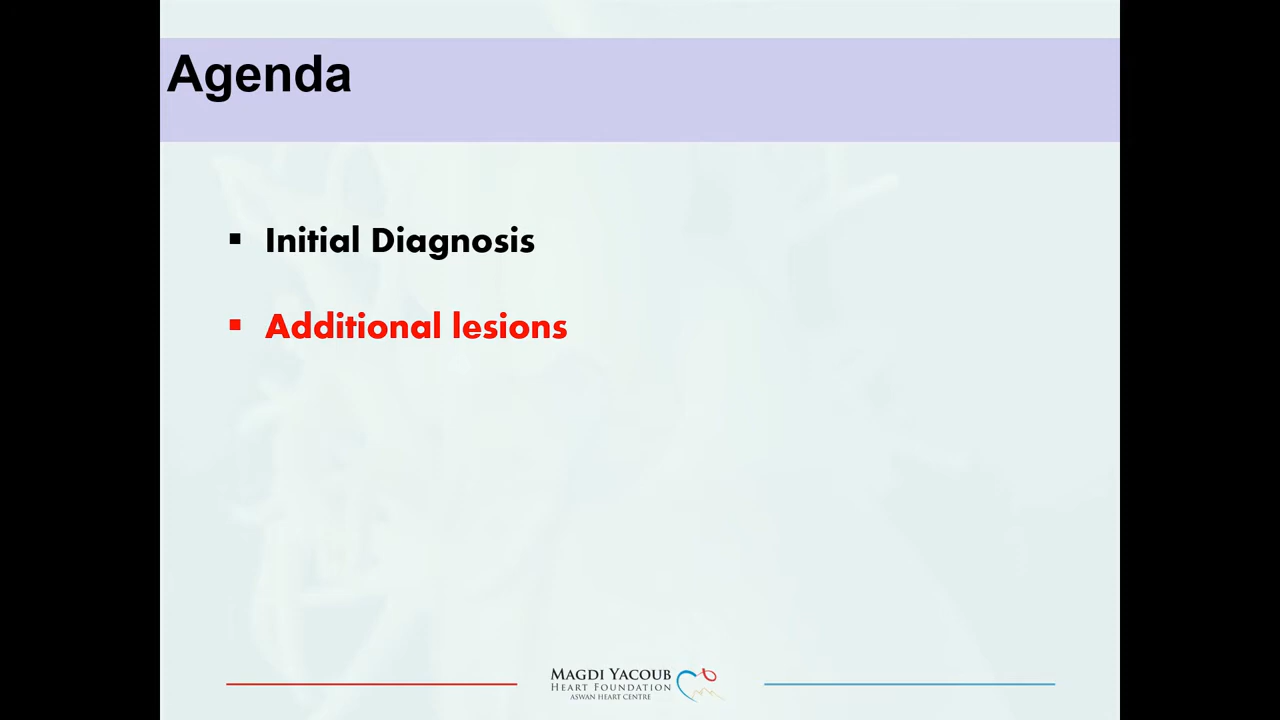 Agenda
▪ Initial Diagnosis
▪ Additional lesions
MAGDI YACOUB
HEART FOUNDATION
ASWAN HEART CENTRE